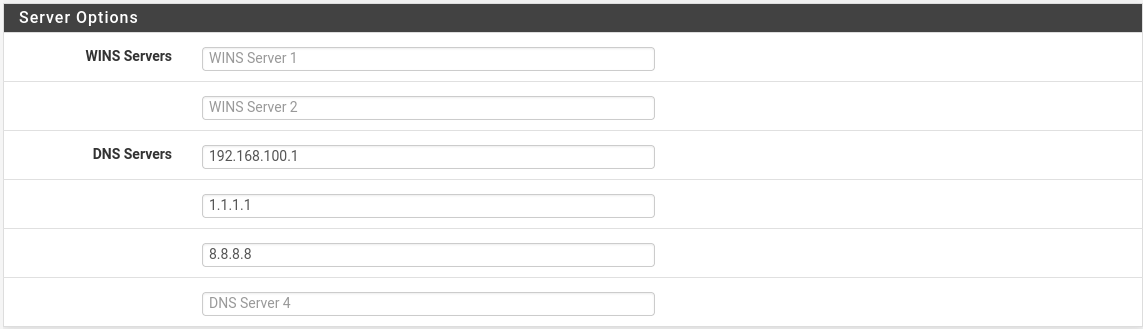 Server Options
WINS Servers WINS Server 1
WINS Server 2
DNS Servers 192.168.100.1
1.1.1.1
8.8.8.8
DNS Server 4